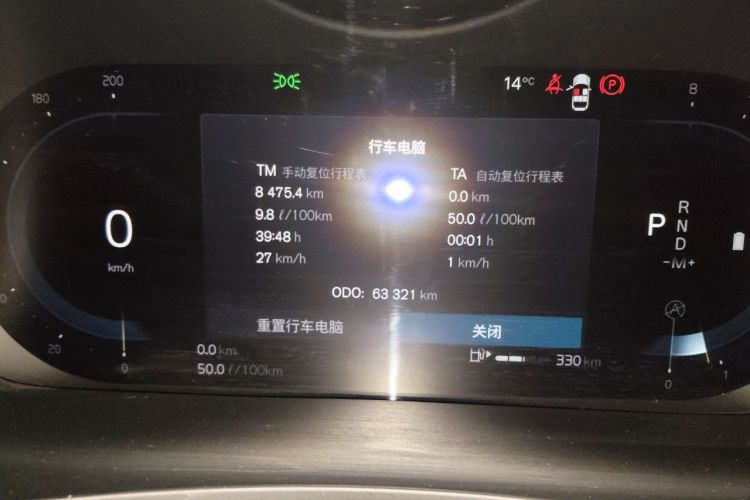 200
180
14°C
8
行车电脑
TM 手动复位行程表
8 475.4 km
9.8 ℓ/100km
39:48 h
27 km/h
TA 自动复位行程表
0.0 km
50.0 ℓ/100km
00:01 h
1 km/h
ODO: 63 321 km
重置行车电脑
关闭
0
km/h
P
R
N
D
-M+
20
0
0.0 km
50.0 ℓ/100km
330 km
0
1